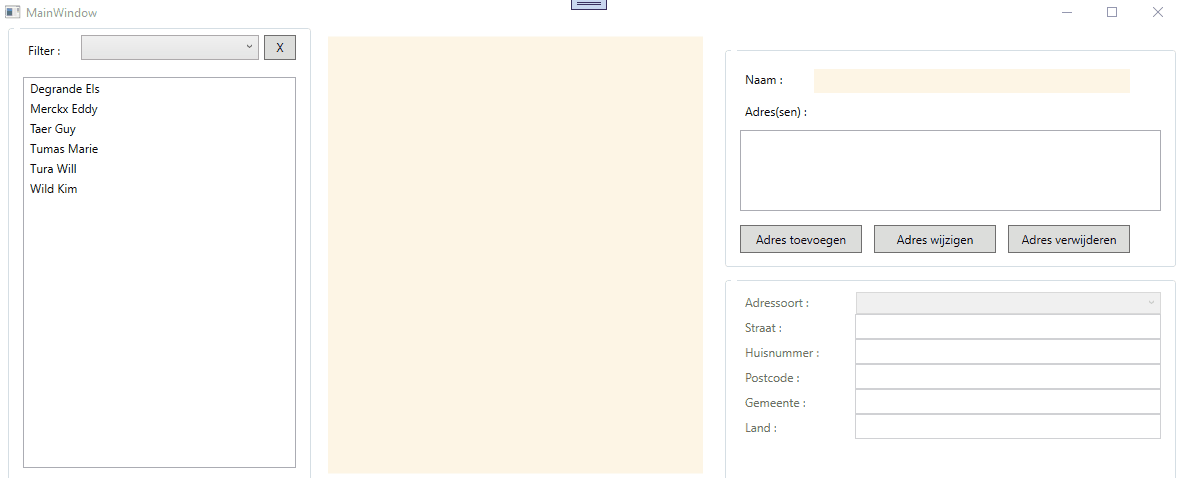 MainWindow
Filter :
X
Degrande Els
Merckx Eddy
Taer Guy
Tumas Marie
Tura Will
Wild Kim
Naam :
Adres(sen) :
Adres toevoegen Adres wijzigen Adres verwijderen
Adressoort :
Straat :
Huisnummer :
Postcode :
Gemeente :
Land :